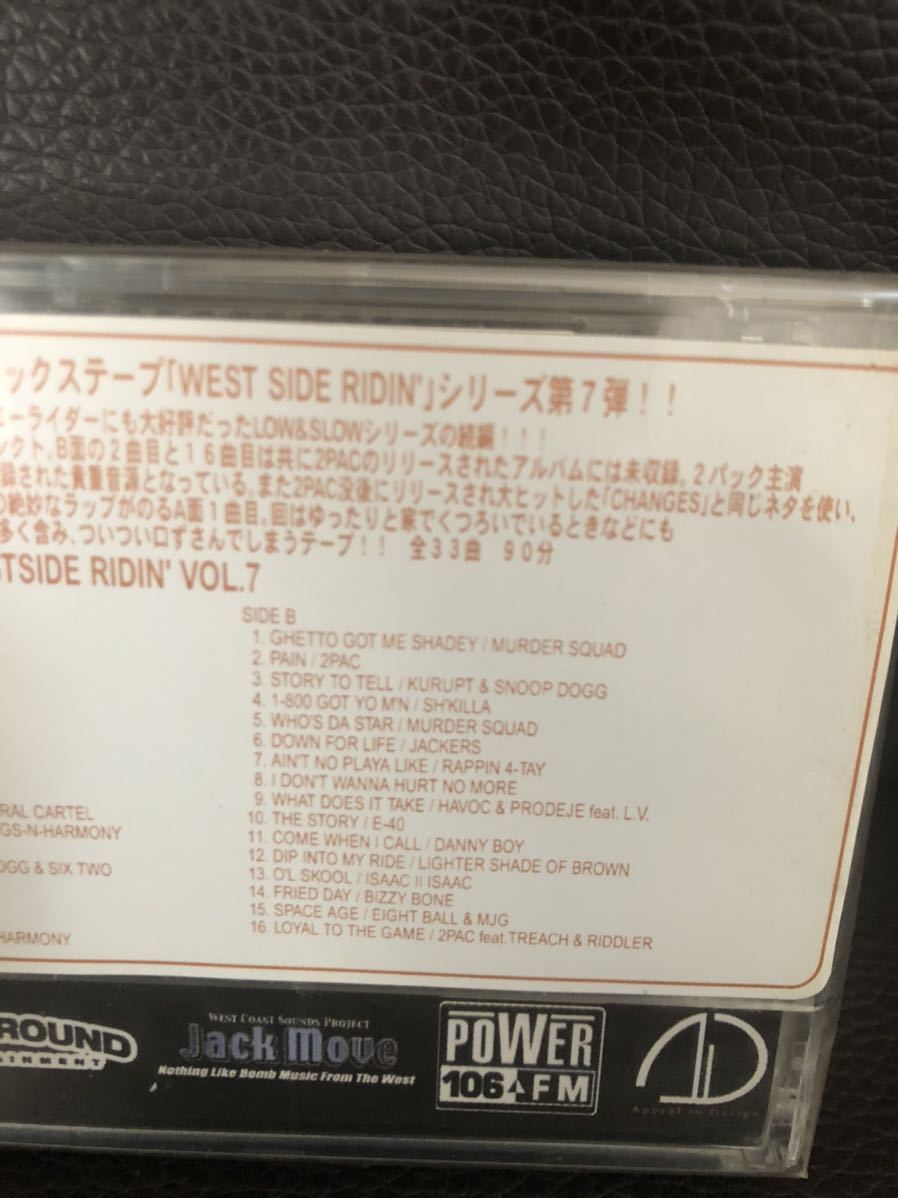 ックステープ「WEST SIDE RIDIN'」シリーズ第７弾！！
ーライダーにも大好評だったLOW&SLOWシリーズの続編！！！
クト。B面の２曲目と１６曲目は共に2PACのリリースされたアルバムには未収録。２パック主演
録された貴重音源となっている。また2PAC没後にリリースされ大ヒットした「CHANGES」と同じネタを使い、
の絶妙なラップがのるA面１曲目。回はゆったりと家でくつろいでいるときなどにも
多く含み、ついつい口ずさんでしまうテープ！！ 全３３曲 ９０分
STSIDE RIDIN' VOL.7
SIDE B
1. GHETTO GOT ME SHADEY / MURDER SQUAD
2. PAIN / 2PAC
3. STORY TO TELL / KURUPT & SNOOP DOGG
4. 1-800 GOT YO M'N / SH'KILLA
5. WHO'S DA STAR / MURDER SQUAD
6. DOWN FOR LIFE / JACKERS
7. AIN'T NO PLAYA LIKE / RAPPIN 4-TAY
8. I DON'T WANNA HURT NO MORE
9. WHAT DOES IT TAKE / HAVOC & PRODEJE feat. L.V.
10. THE STORY / E-40
11. COME WHEN I CALL / DANNY BOY
12. DIP INTO MY RIDE / LIGHTER SHADE OF BROWN
13. O'L SKOOL / ISAAC II ISAAC
14. FRIED DAY / BIZZY BONE
15. SPACE AGE / EIGHT BALL & MJG
16. LOYAL TO THE GAME / 2PAC feat.TREACH & RIDDLER
RAL CARTEL
GS-N-HARMONY
OGG & SIX TWO
HARMONY
ROUND
AINMENT
WEST COAST SOUNDS PROJECT
Jack Move
Nothing Like Bomb Music From The West
POWER
106 FM
Appeal to Design